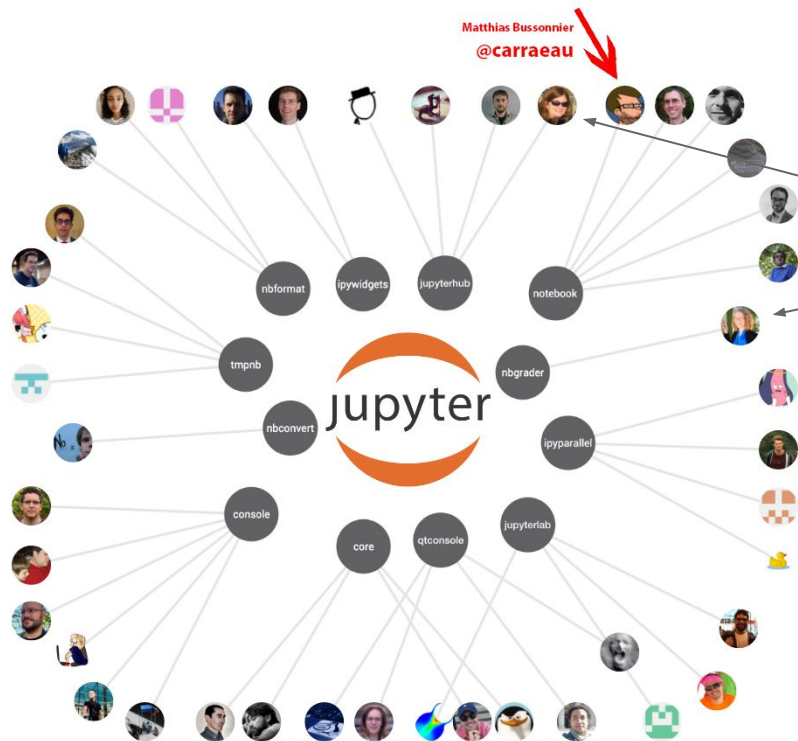 Matthias Bussonnier
@carraeau
nbformat
ipywidgets
jupyterhub
notebook
tmpnb
nbgrader
jupyter
nbconvert
ipyparallel
console
core
qtconsole
jupyterlab